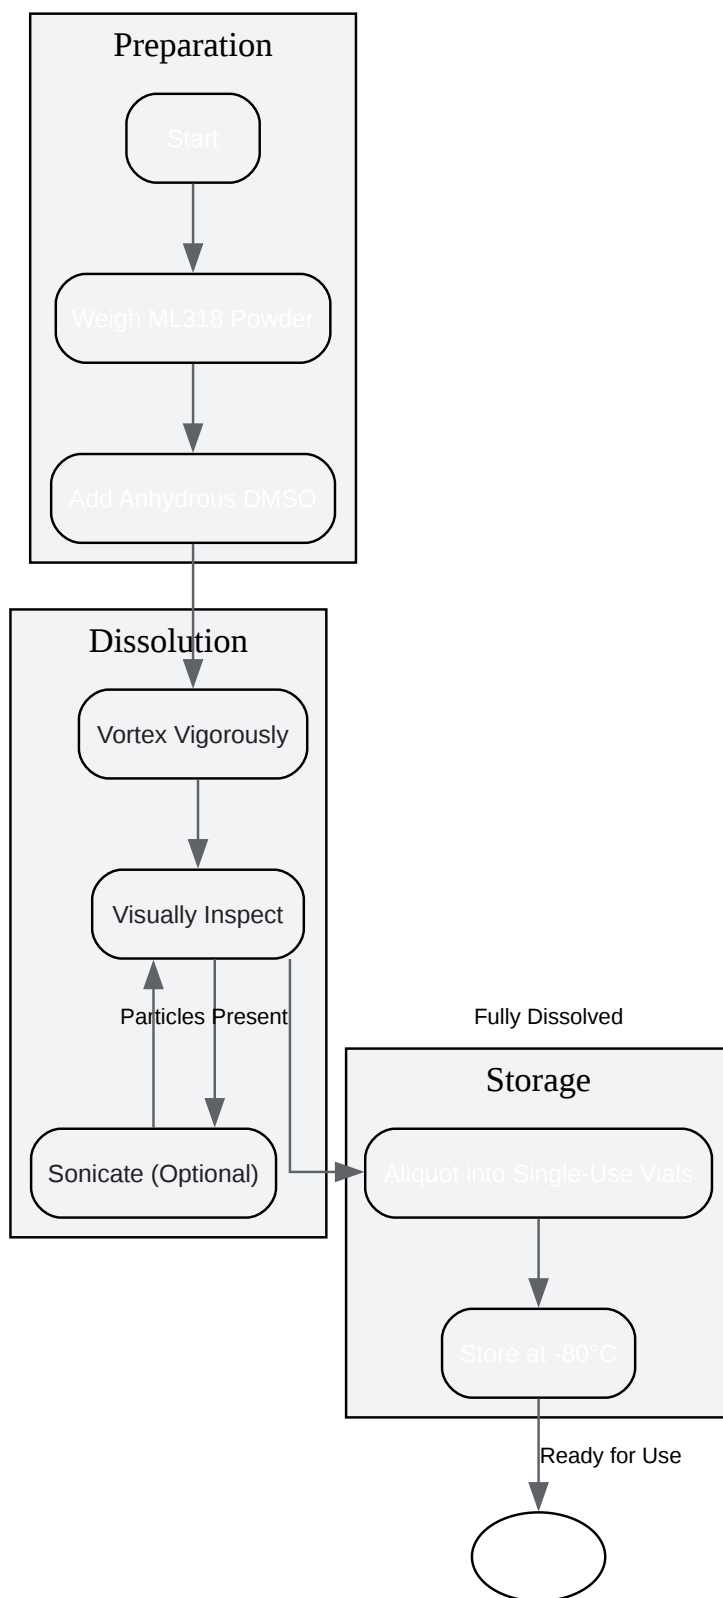 Preparation
Start
Weigh ML318 Powder
Add Anhydrous DMSO
Dissolution
Vortex Vigorously
Visually Inspect
Particles Present
Fully Dissolved
Sonicate (Optional)
Storage
Aliquot into Single-Use Vials
Store at -80°C
Ready for Use